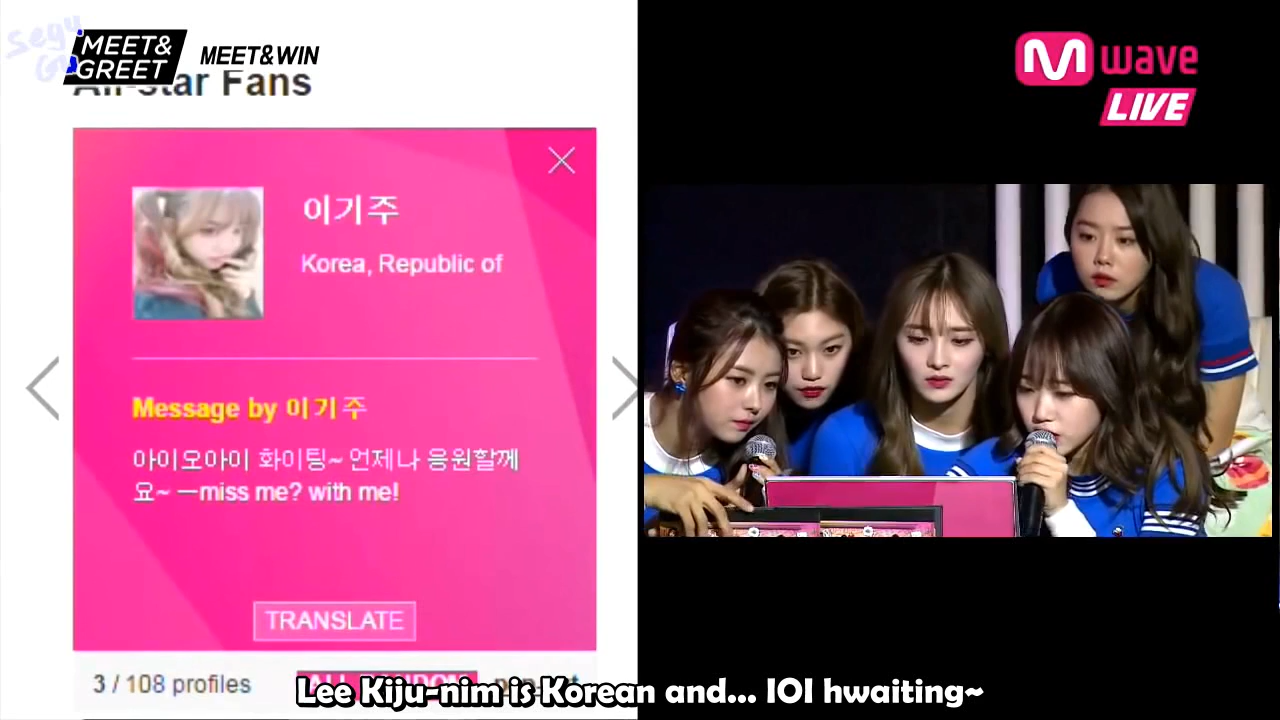 Segu
MEET&
GREET
MEET&WIN
All-star Fans
M wave
LIVE
이기주
Korea, Republic of
Message by 이기주
아이오아이 화이팅~ 언제나 응원할께
요~ ㅡmiss me? with me!
TRANSLATE
3 / 108 profiles
Lee Kiju-nim is Korean and... IOI hwaiting~